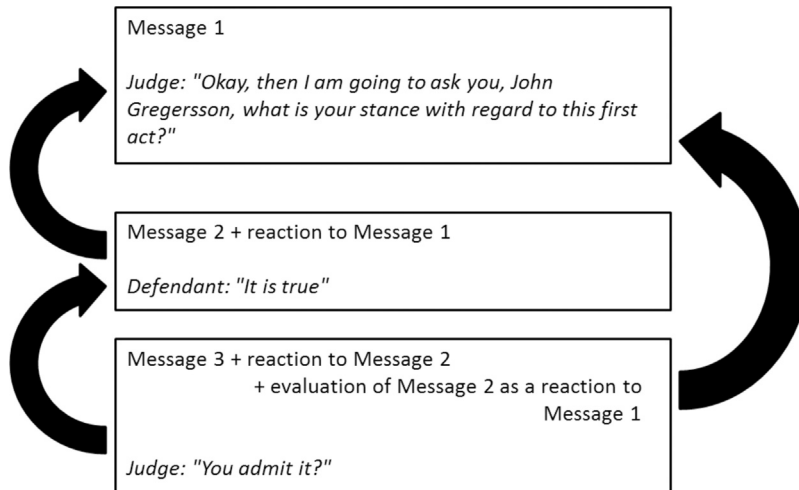 Message 1
Judge: "Okay, then I am going to ask you, John
Gregersson, what is your stance with regard to this first
act?"
Message 2 + reaction to Message 1
Defendant: "It is true"
Message 3 + reaction to Message 2
+ evaluation of Message 2 as a reaction to
Message 1
Judge: "You admit it?"